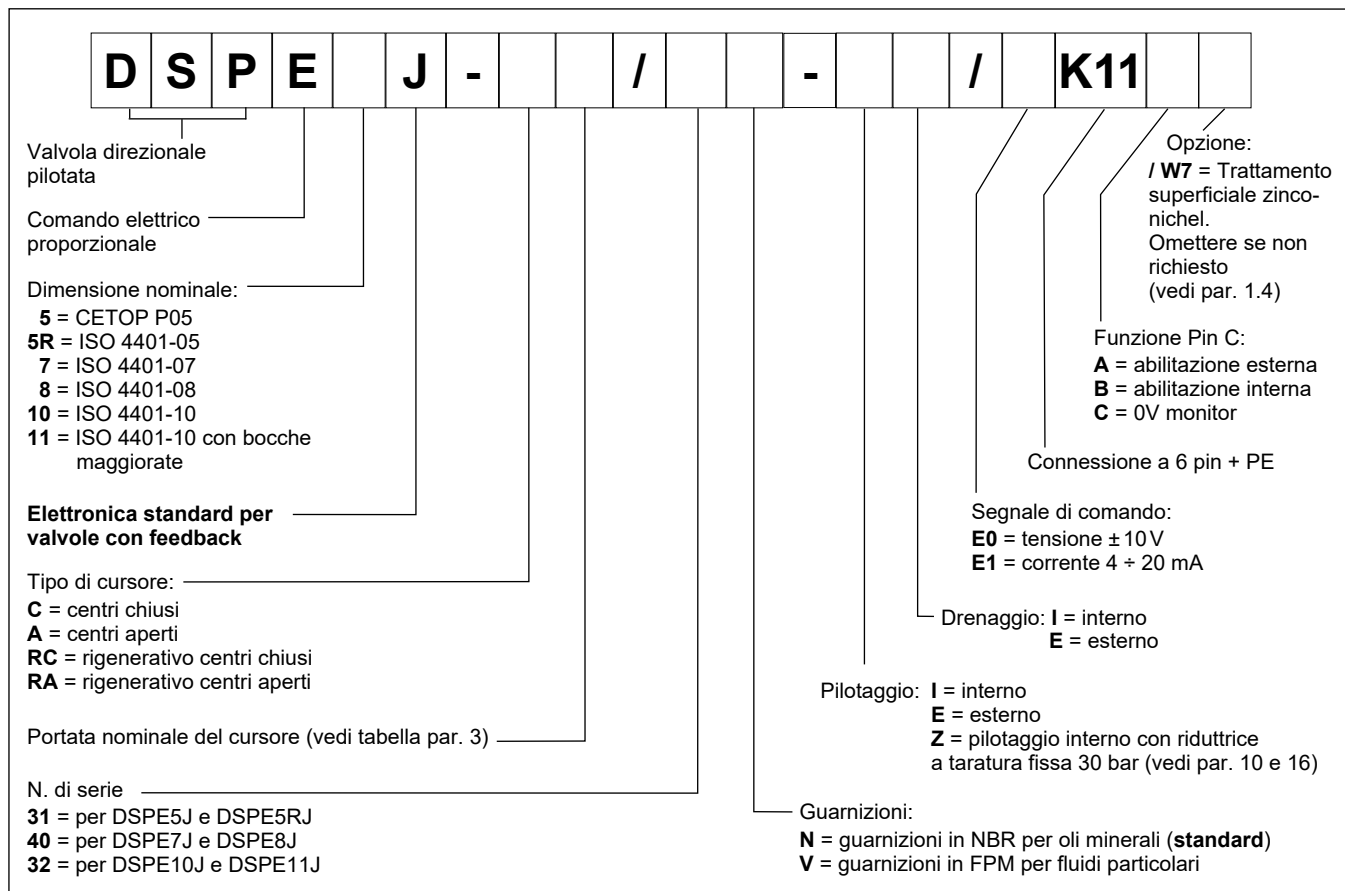 D S P E J - / - / K11
Valvola direzionale
pilotata
Comando elettrico
proporzionale
Dimensione nominale:
5 = CETOP P05
5R = ISO 4401-05
7 = ISO 4401-07
8 = ISO 4401-08
10 = ISO 4401-10
11 = ISO 4401-10 con bocche
maggiorate
Elettronica standard per
valvole con feedback
Tipo di cursore:
C = centri chiusi
A = centri aperti
RC = rigenerativo centri chiusi
RA = rigenerativo centri aperti
Portata nominale del cursore (vedi tabella par. 3)
N. di serie
31 = per DSPE5J e DSPE5RJ
40 = per DSPE7J e DSPE8J
32 = per DSPE10J e DSPE11J
Opzione:
/ W7 = Trattamento
superficiale zinco-
nichel.
Omettere se non
richiesto
(vedi par. 1.4)
Funzione Pin C:
A = abilitazione esterna
B = abilitazione interna
C = 0V monitor
Connessione a 6 pin + PE
Segnale di comando:
E0 = tensione ± 10 V
E1 = corrente 4 ÷ 20 mA
Drenaggio: I = interno
E = esterno
Pilotaggio: I = interno
E = esterno
Z = pilotaggio interno con riduttrice
a taratura fissa 30 bar (vedi par. 10 e 16)
Guarnizioni:
N = guarnizioni in NBR per oli minerali (standard)
V = guarnizioni in FPM per fluidi particolari